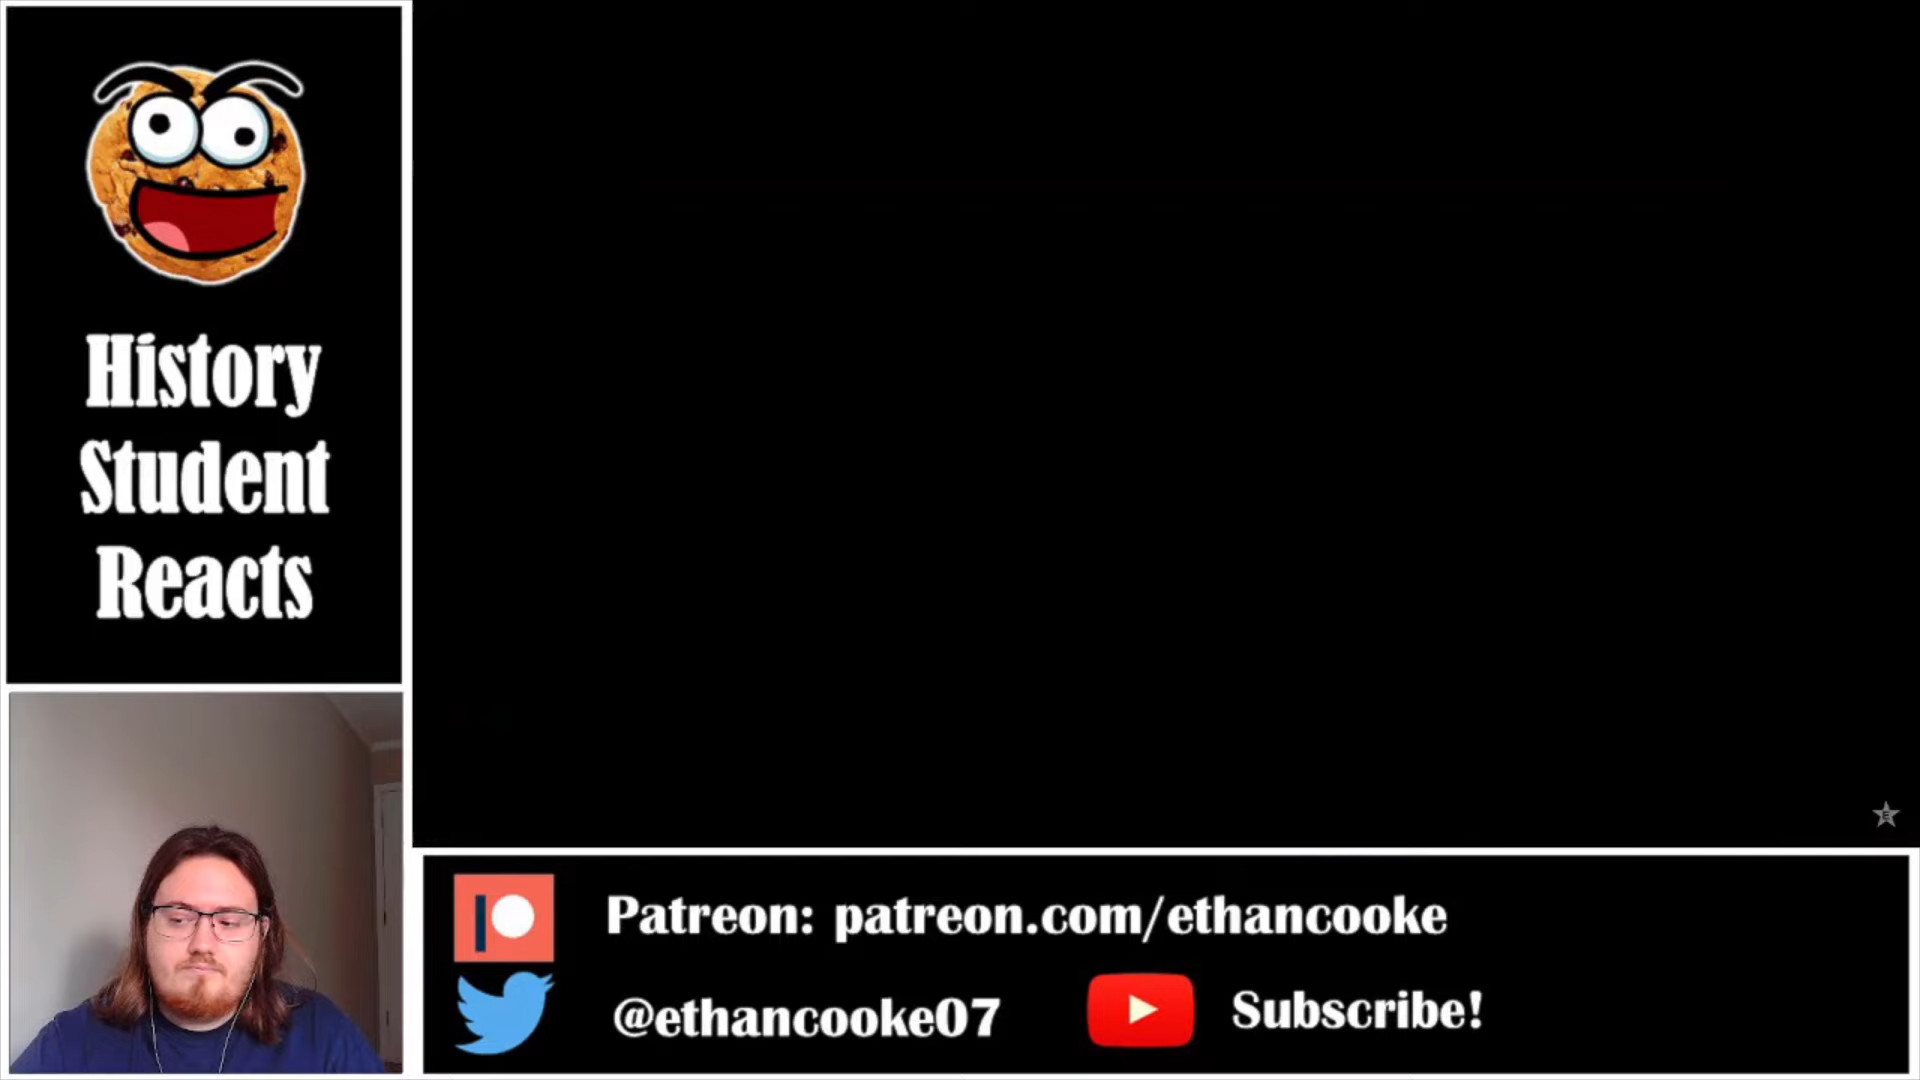 History
Student
Reacts
Patreon: patreon.com/ethancooke
@ethancooke07
Subscribe!